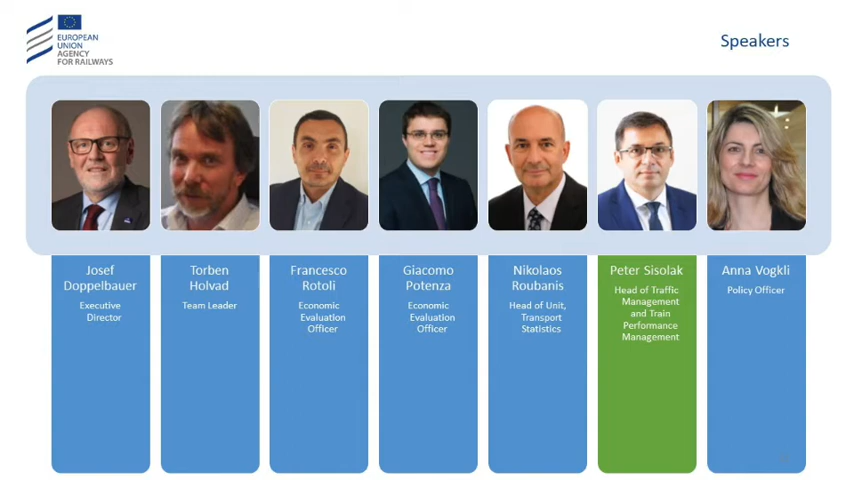 EUROPEAN
UNION
AGENCY
FOR RAILWAYS
Speakers
Josef
Doppelbauer
Executive
Director
Torben
Holvad
Team Leader
Francesco
Rotoli
Economic
Evaluation
Officer
Giacomo
Potenza
Economic
Evaluation
Officer
Nikolaos
Roubanis
Head of Unit,
Transport
Statistics
Peter Sisolak
Head of Traffic
Management
and Train
Performance
Management
Anna Vogkli
Policy Officer